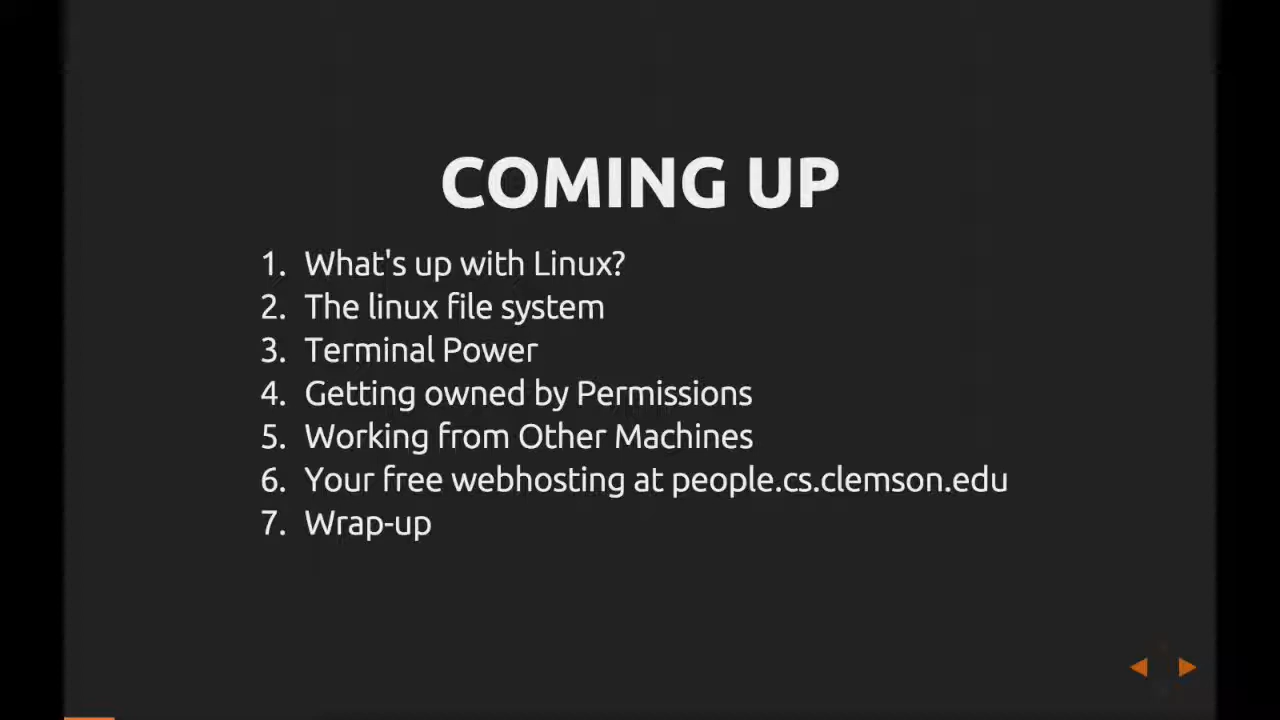 COMING UP
1. What's up with Linux?
2. The linux file system
3. Terminal Power
4. Getting owned by Permissions
5. Working from Other Machines
6. Your free webhosting at people.cs.clemson.edu
7. Wrap-up